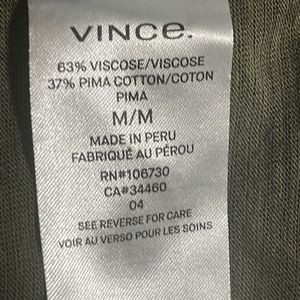 VINCE.
63% VISCOSE/VISCOSE
37% PIMA COTTON/COTON
PIMA
M/M
MADE IN PERU
FABRIQUÉ AU PÉROU
RN#106730
CA#34460
04
SEE REVERSE FOR CARE
VOIR AU VERSO POUR LES SOINS